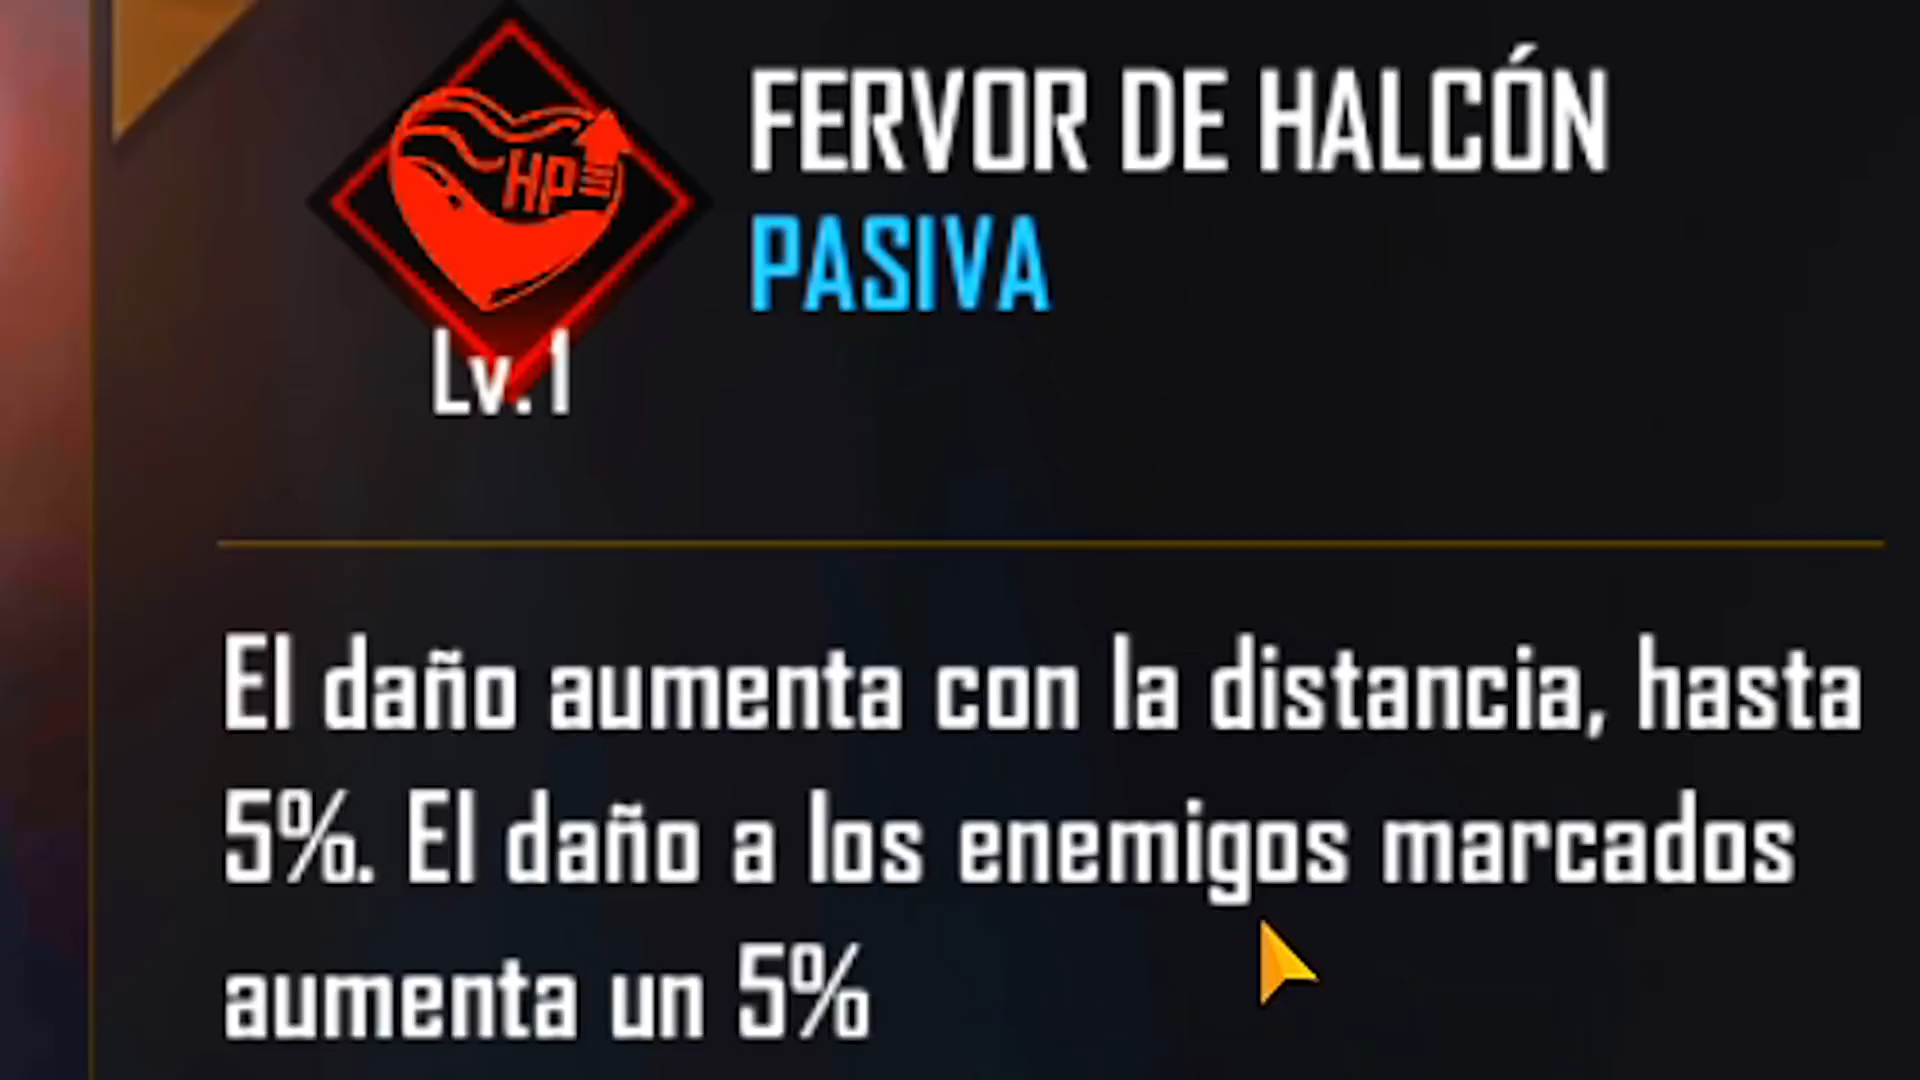 FERVOR DE HALCÓN
PASIVA
HP
Lv.1
El daño aumenta con la distancia, hasta
5%. El daño a los enemigos marcados
aumenta un 5%